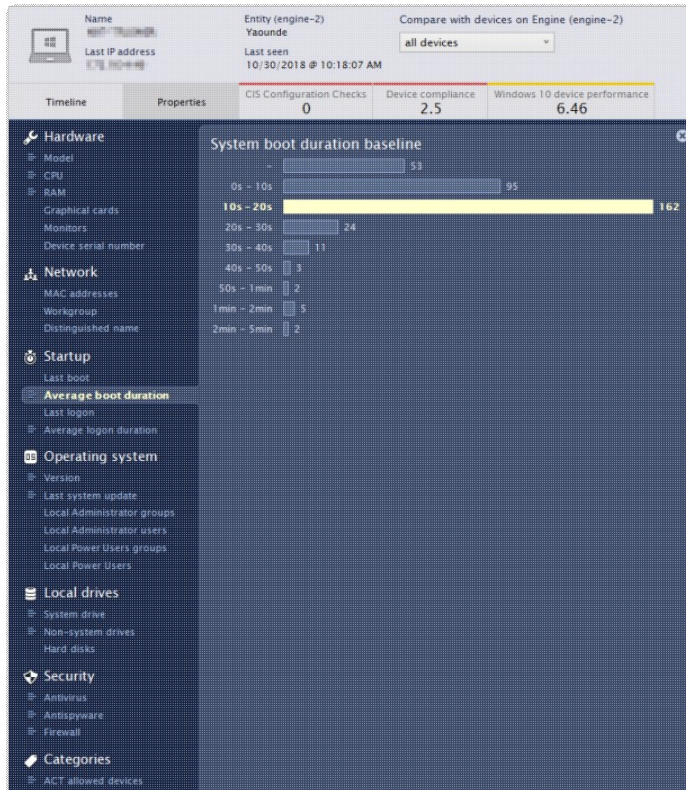 Name
Last IP address
Entity (engine-2)
Yaounde
Last seen
10/30/2018 @ 10:18:07 AM
Compare with devices on Engine (engine-2)
all devices
Timeline
Properties
CIS Configuration Checks
0
Device compliance
2.5
Windows 10 device performance
6.46
Hardware
Model
CPU
RAM
Graphical cards
Monitors
Device serial number
Network
MAC addresses
Workgroup
Distinguished name
Startup
Last boot
Average boot duration
Last logon
Average logon duration
Operating system
Version
Last system update
Local Administrator groups
Local Administrator users
Local Power Users groups
Local Power Users
Local drives
System drive
Non-system drives
Hard disks
Security
Antivirus
Antispyware
Firewall
Categories
ACT allowed devices
System boot duration baseline
- 53
0s - 10s 95
10s - 20s 162
20s - 30s 24
30s - 40s 11
40s - 50s 3
50s - 1min 2
1min - 2min 5
2min - 5min 2